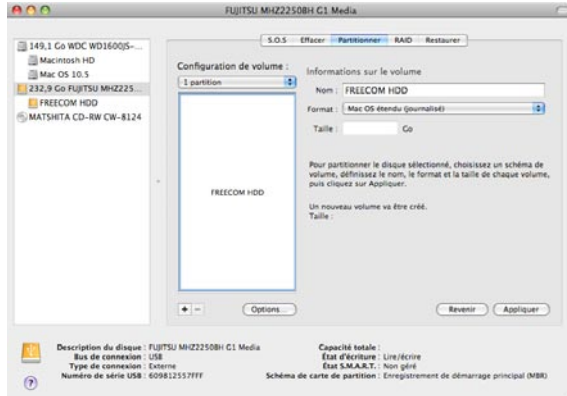 FUJITSU MHZ2250BH G1 Media
149,1 Go WDC WD1600JS-...
Macintosh HD
Mac OS 10.5
232,9 Go FUJITSU MHZ225...
FREECOM HDD
MATSHITA CD-RW CW-8124
S.O.S Effacer Partitionner RAID Restaurer
Configuration de volume :
1 partition
FREECOM HDD
+ - Options...
Informations sur le volume
Nom : FREECOM HDD
Format : Mac OS étendu (journalisé)
Taille : Go
Pour partitionner le disque sélectionné, choisissez un schéma de
volume, définissez le nom, le format et la taille de chaque volume,
puis cliquez sur Appliquer.
Un nouveau volume va être créé.
Taille :
Revenir Appliquer
Description du disque : FUJITSU MHZ2250BH G1 Media
Bus de connexion : USB
Type de connexion : Externe
Numéro de série USB : 609812557FFF
Capacité totale :
État d'écriture : Lire/écrire
État S.M.A.R.T. : Non géré
Schéma de carte de partition : Enregistrement de démarrage principal (MBR)
?